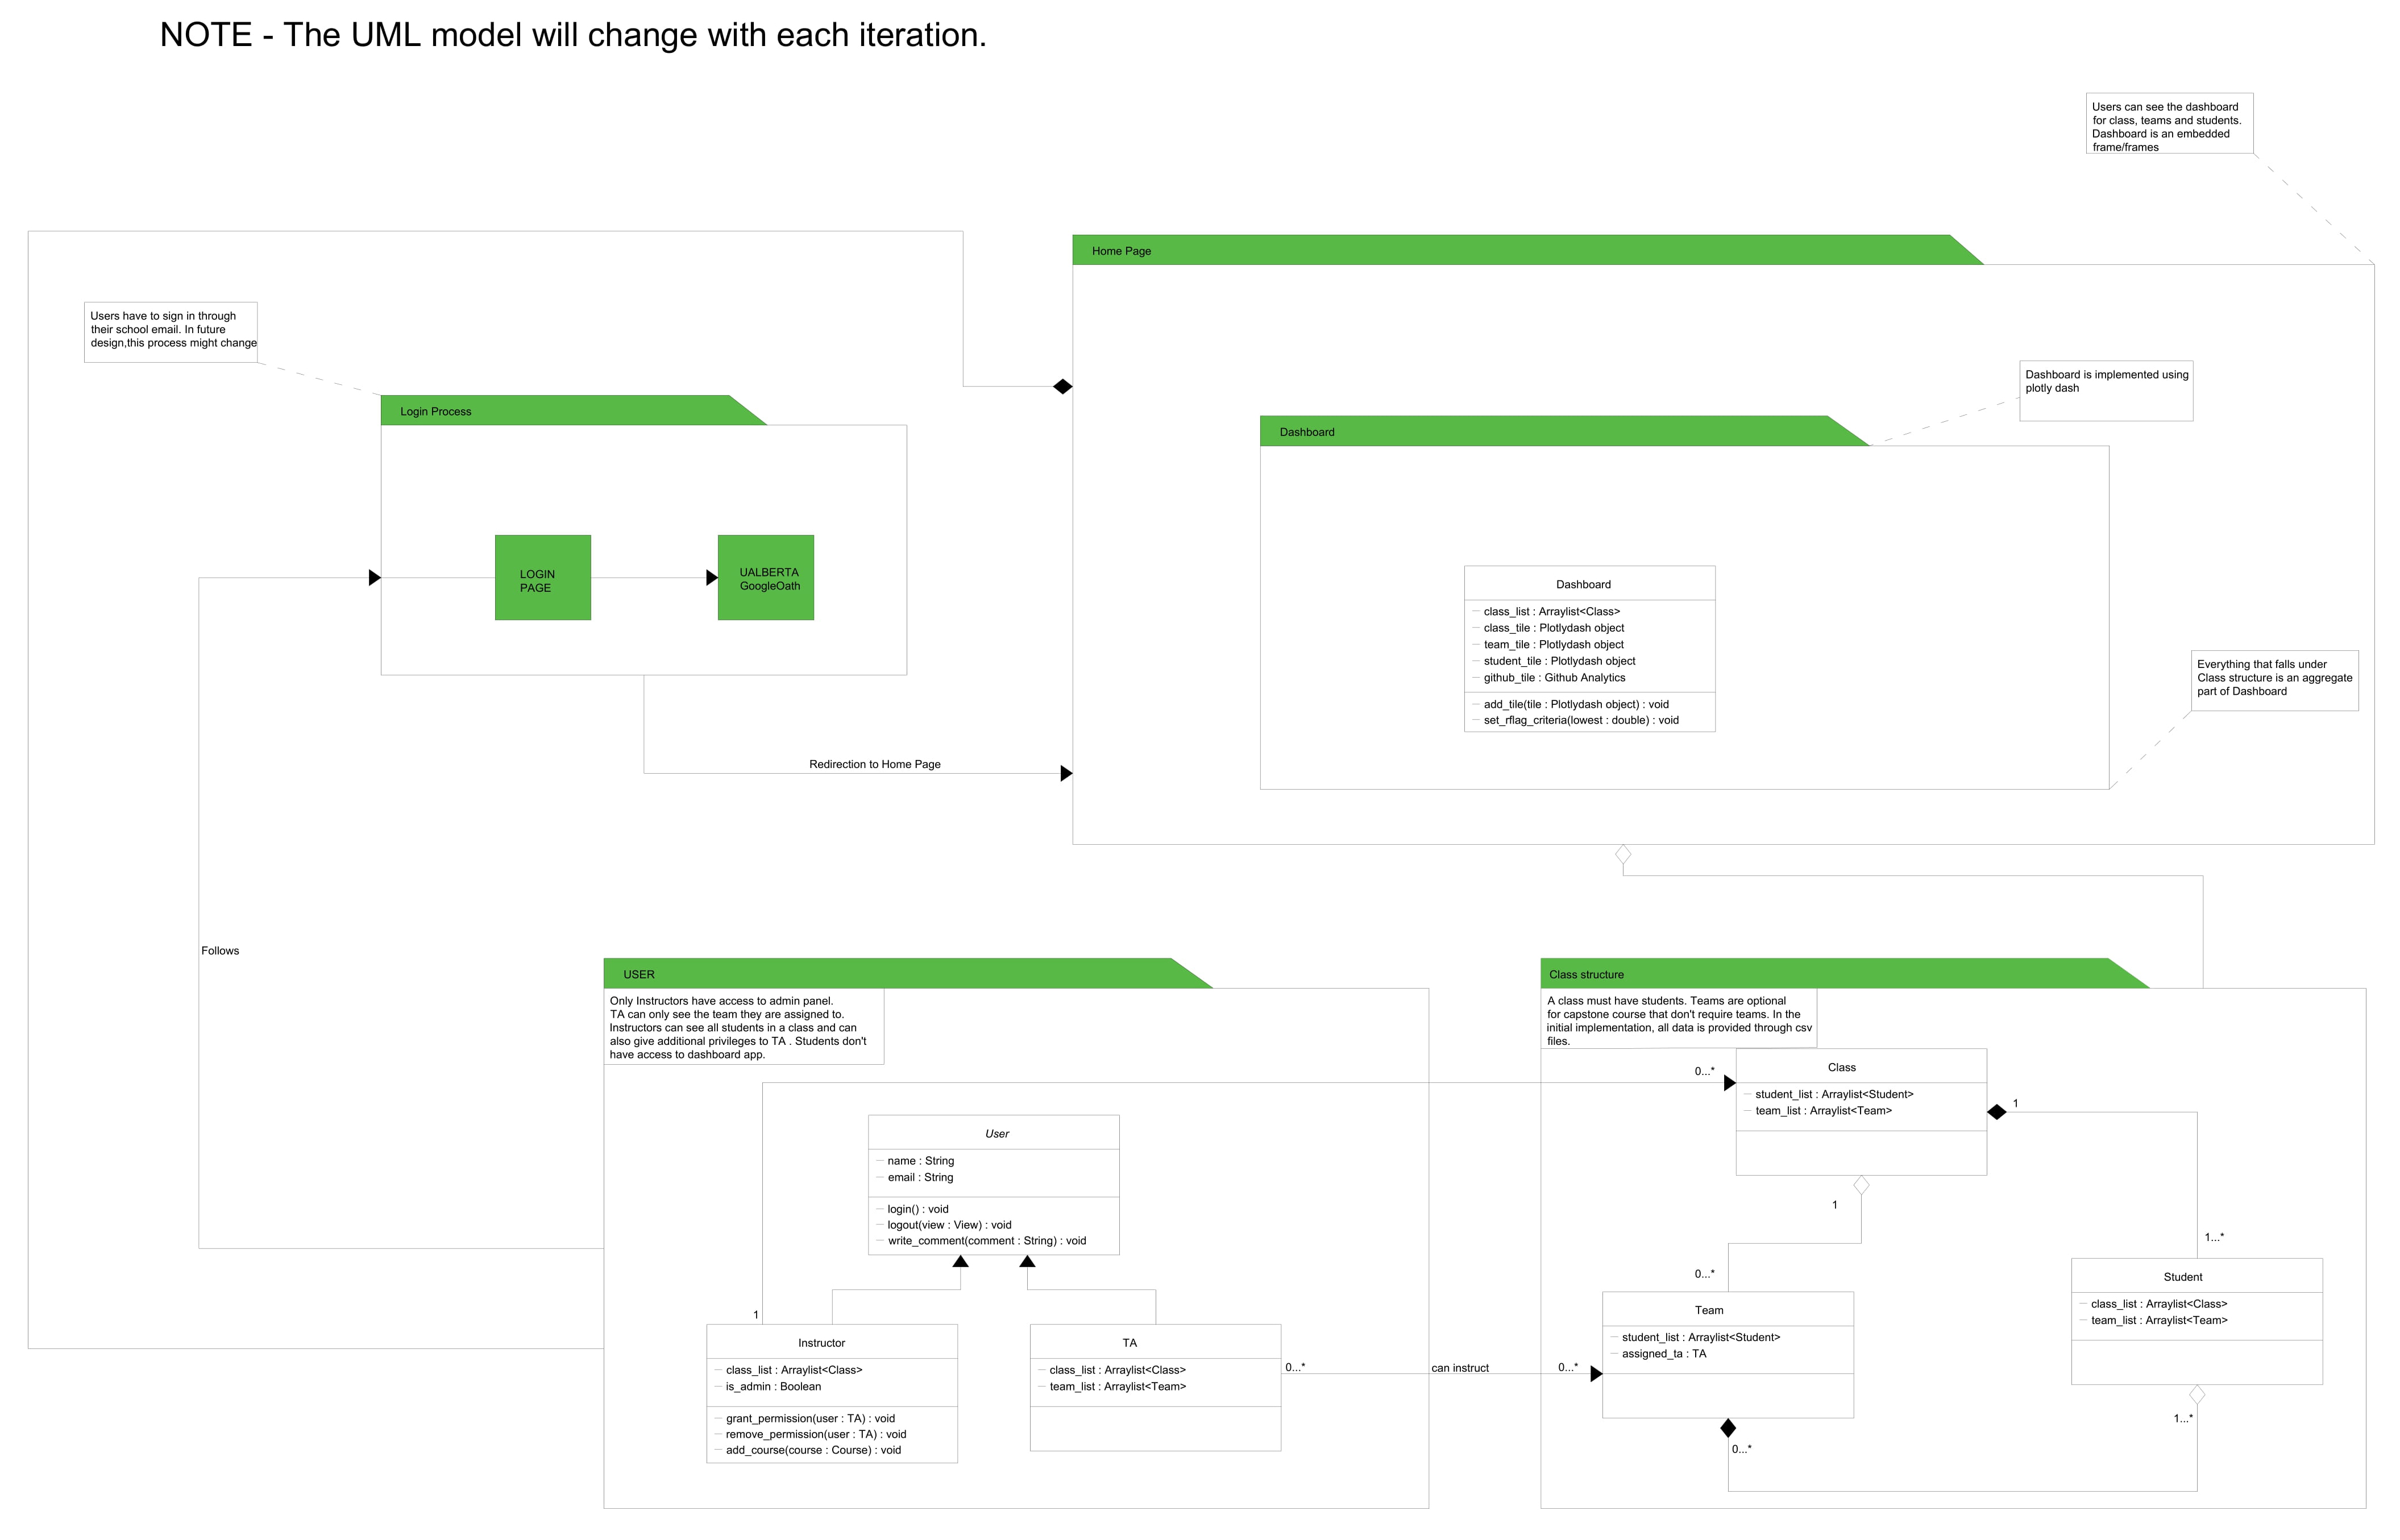 NOTE - The UML model will change with each iteration.
Users can see the dashboard
for class, teams and students.
Dashboard is an embedded
frame/frames
Home Page
Users have to sign in through
their school email. In future
design,this process might change
Dashboard is implemented using
plotly dash
Login Process
Dashboard
LOGIN
PAGE
UALBERTA
GoogleOath
Dashboard
class_list : Arraylist<Class>
class_tile : Plotlydash object
team_tile : Plotlydash object
student_tile : Plotlydash object
github_tile : Github Analytics
add_tile(tile : Plotlydash object) : void
set_rflag_criteria(lowest : double) : void
Everything that falls under
Class structure is an aggregate
part of Dashboard
Redirection to Home Page
Follows
USER
Only Instructors have access to admin panel.
TA can only see the team they are assigned to.
Instructors can see all students in a class and can
also give additional privileges to TA . Students don't
have access to dashboard app.
User
name : String
email : String
login() : void
logout(view : View) : void
write_comment(comment : String) : void
1
Instructor
class_list : Arraylist<Class>
is_admin : Boolean
grant_permission(user : TA) : void
remove_permission(user : TA) : void
add_course(course : Course) : void
TA
class_list : Arraylist<Class>
team_list : Arraylist<Team>
0...*
can instruct
0...*
Class structure
A class must have students. Teams are optional
for capstone course that don't require teams. In the
initial implementation, all data is provided through csv
files.
0...*
Class
student_list : Arraylist<Student>
team_list : Arraylist<Team>
1
1
1...*
0...*
Team
student_list : Arraylist<Student>
assigned_ta : TA
Student
class_list : Arraylist<Class>
team_list : Arraylist<Team>
1...*
0...*